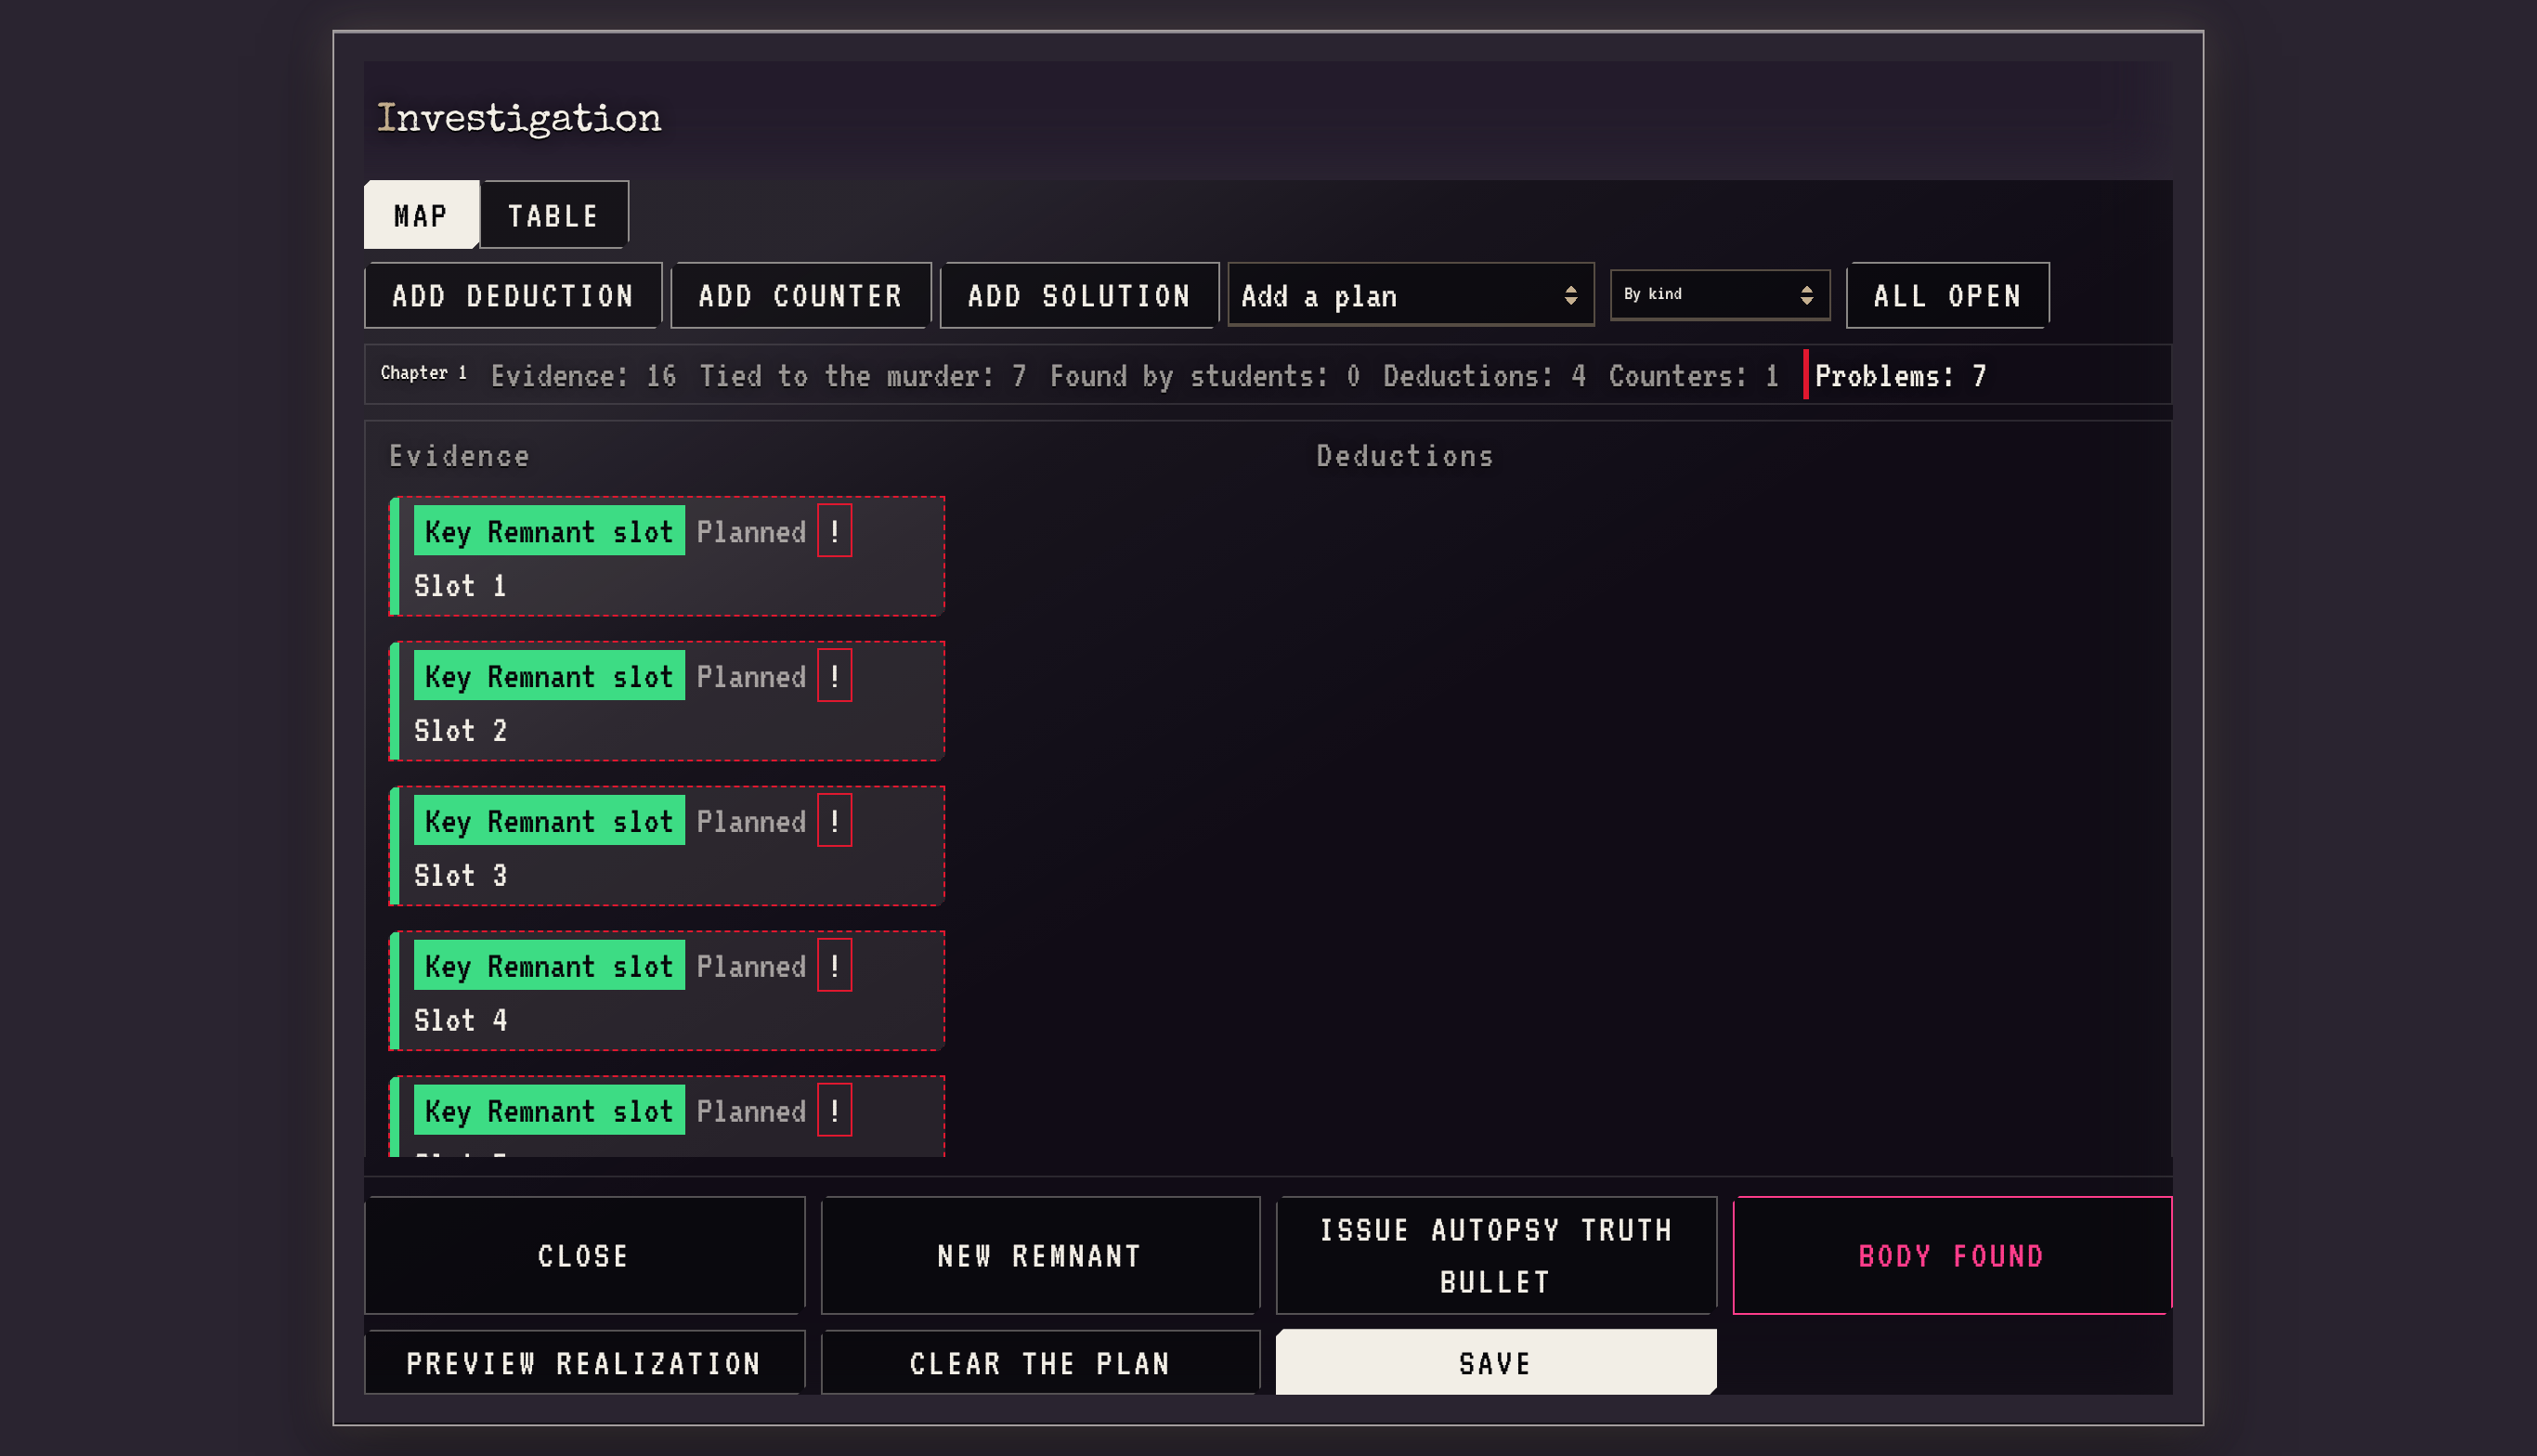 Investigation
MAP TABLE
ADD DEDUCTION ADD COUNTER ADD SOLUTION Add a plan By kind ALL OPEN
Chapter 1 Evidence: 16 Tied to the murder: 7 Found by students: 0 Deductions: 4 Counters: 1 Problems: 7
Evidence Deductions
Key Remnant slot Planned !
Slot 1
Key Remnant slot Planned !
Slot 2
Key Remnant slot Planned !
Slot 3
Key Remnant slot Planned !
Slot 4
Key Remnant slot Planned !
CLOSE NEW REMNANT ISSUE AUTOPSY TRUTH BULLET BODY FOUND
PREVIEW REALIZATION CLEAR THE PLAN SAVE